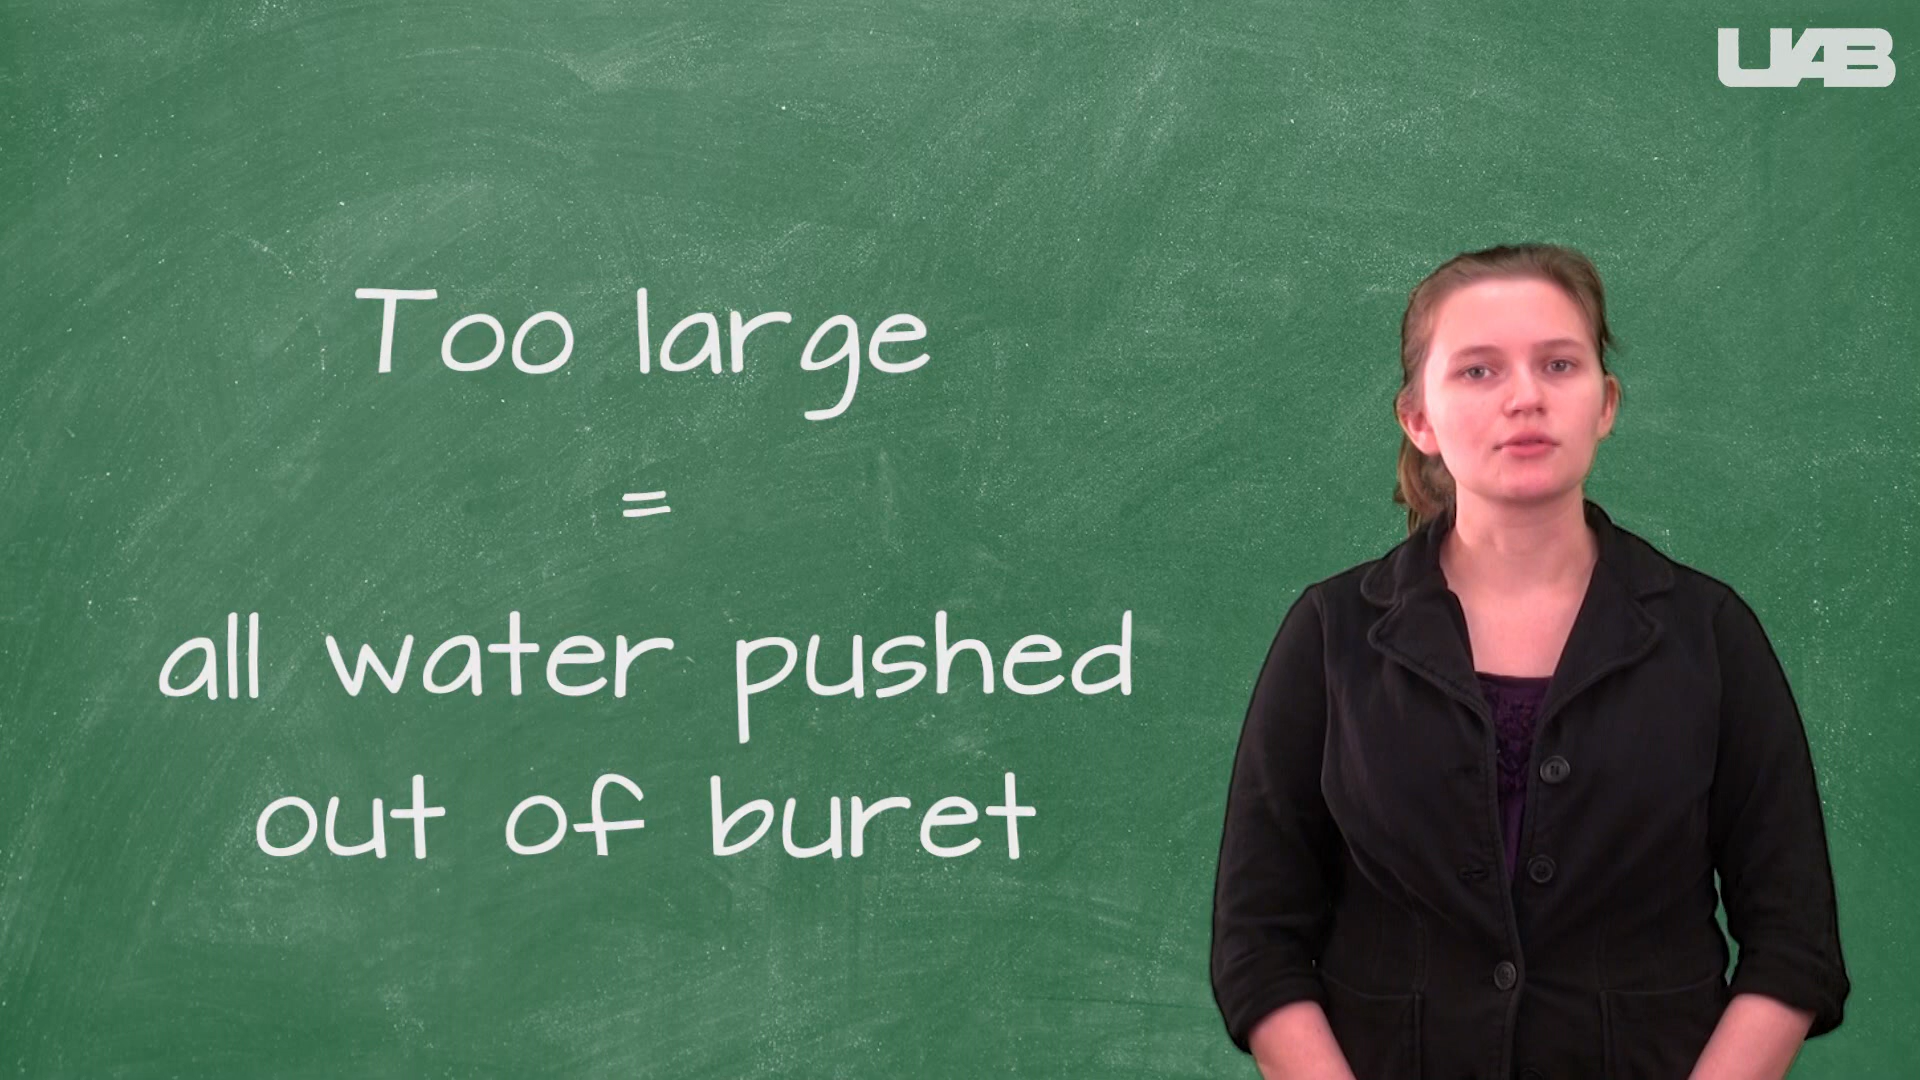 UAB
Too large
=
all water pushed
out of buret